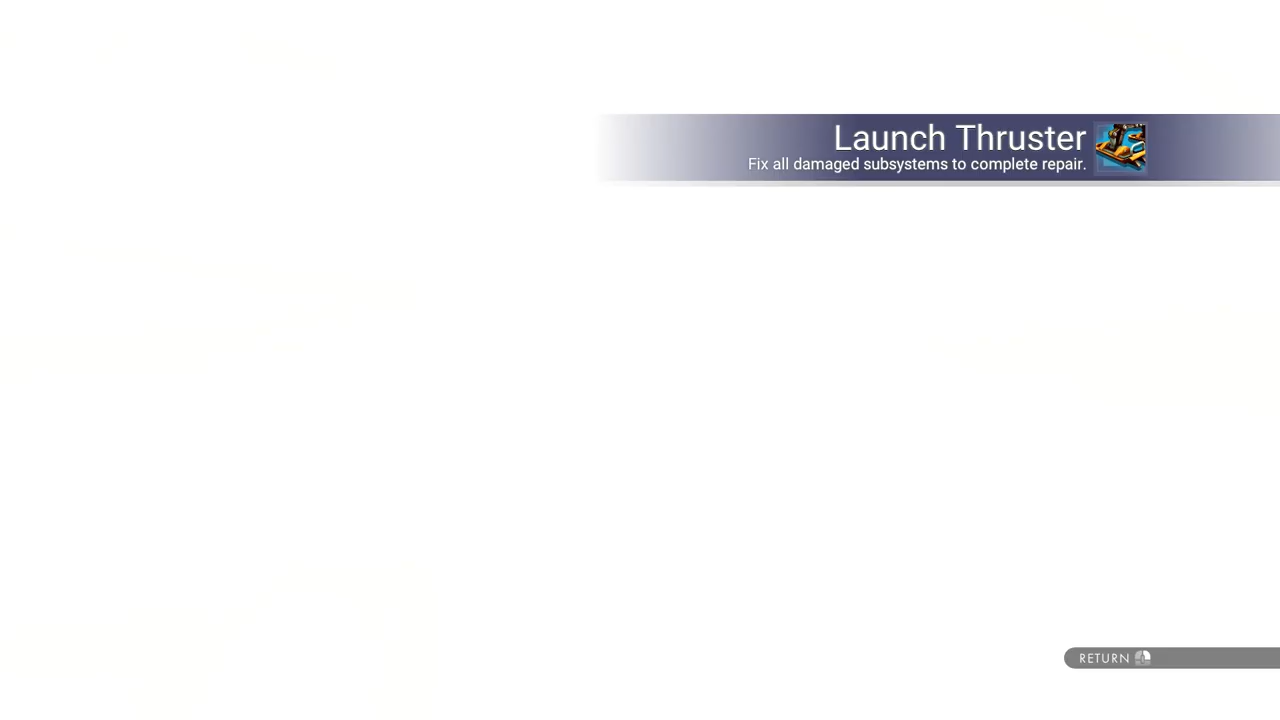 Launch Thruster
Fix all damaged subsystems to complete repair.
RETURN